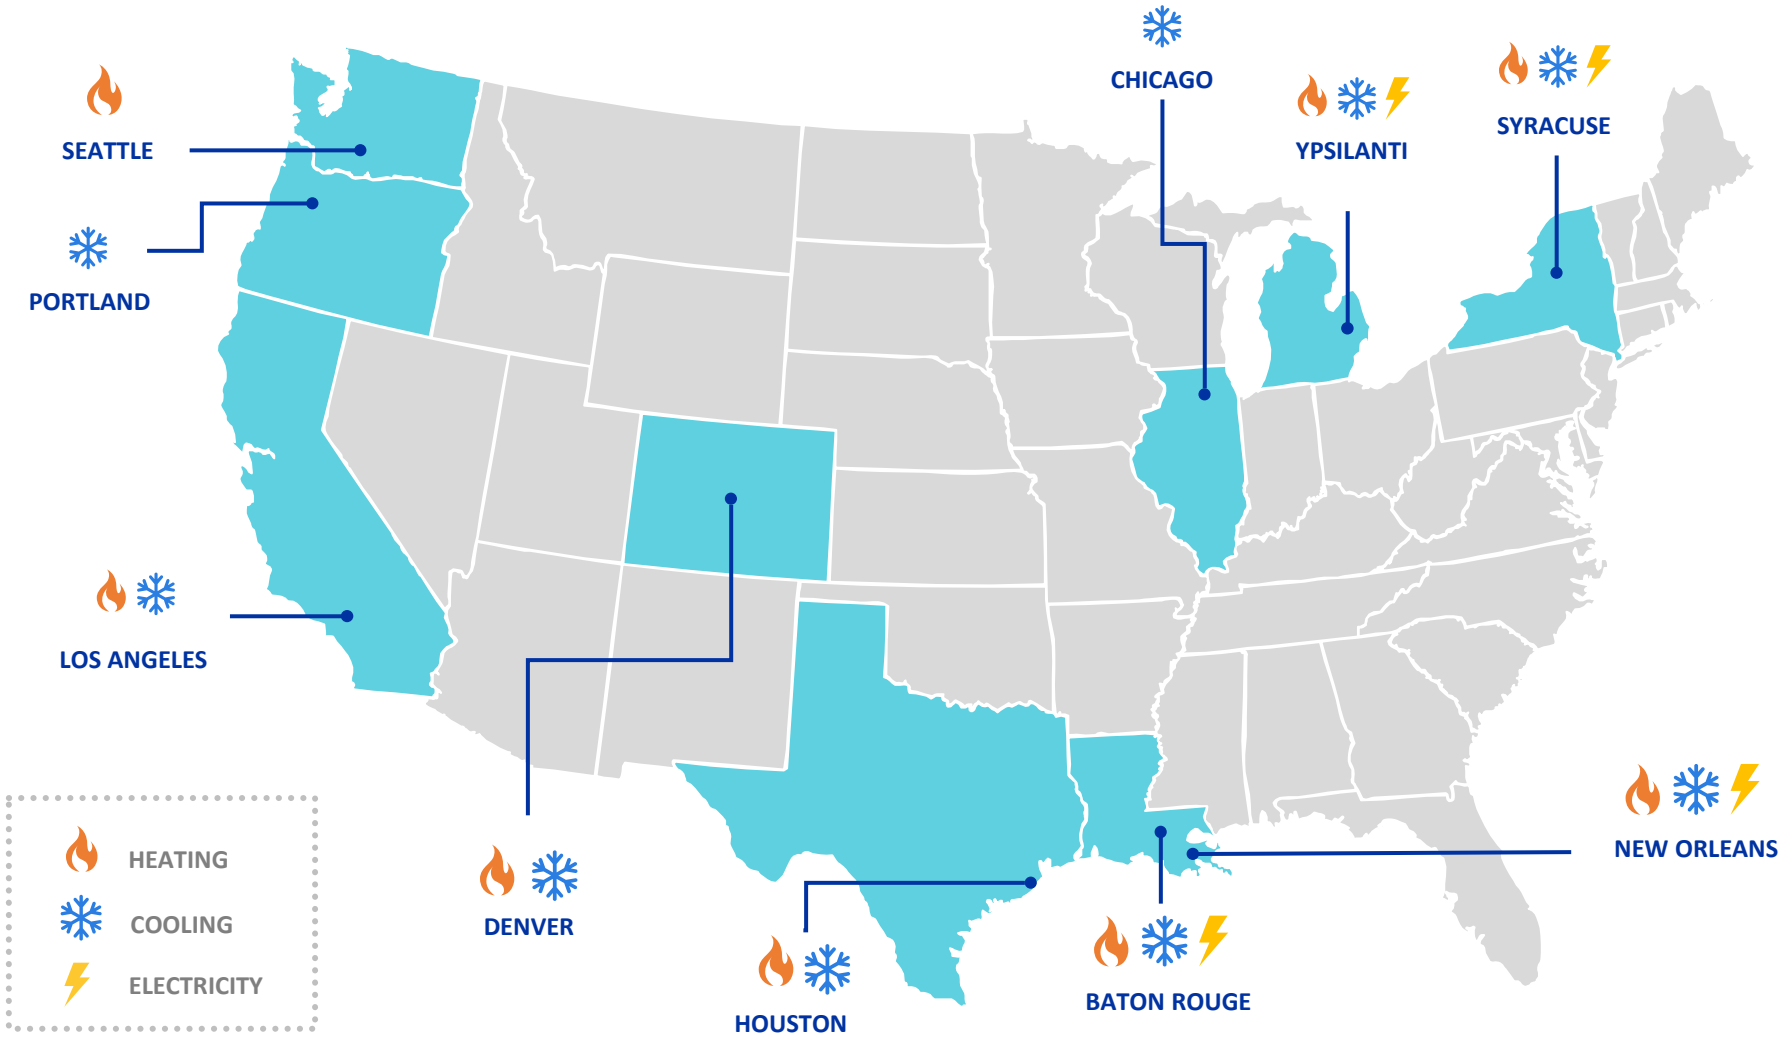 CHICAGO
SYRACUSE
YPSILANTI
SEATTLE
PORTLAND
LOS ANGELES
NEW ORLEANS
HEATING
COOLING
ELECTRICITY
DENVER
BATON ROUGE
HOUSTON